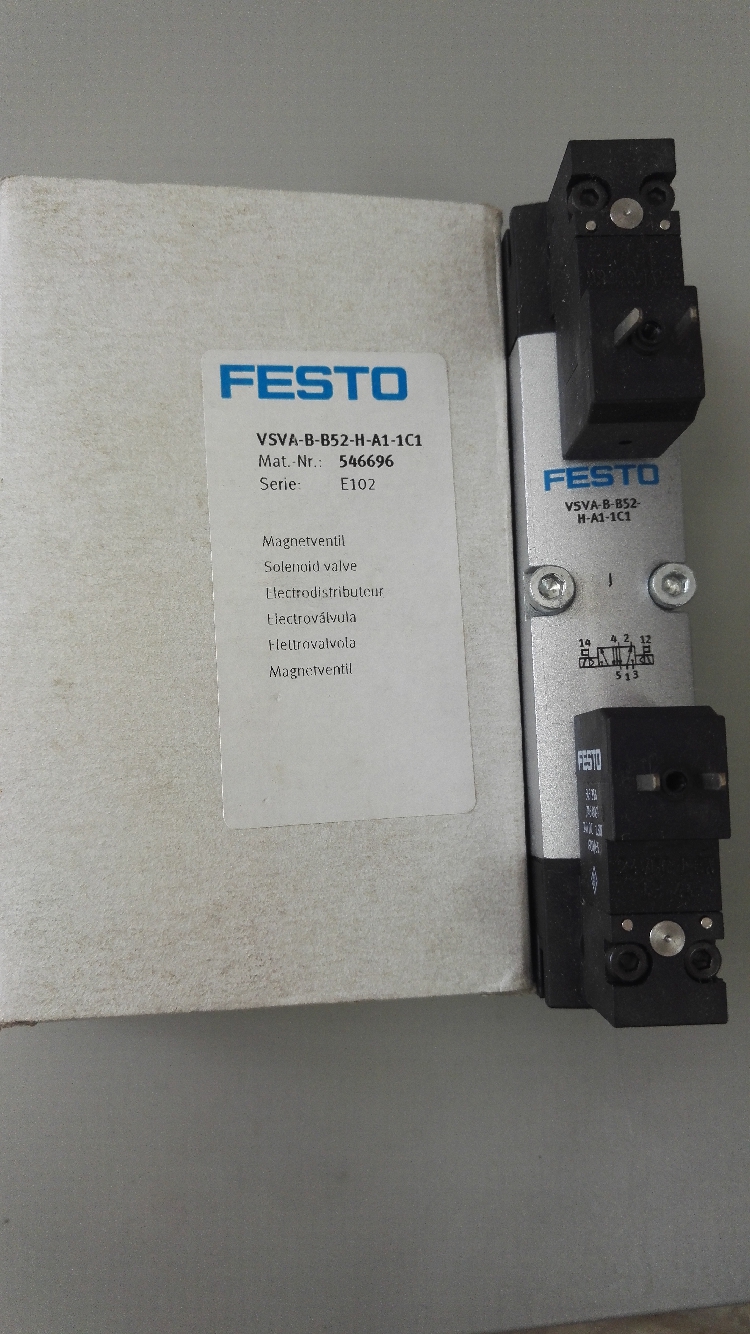 FESTO
VSVA-B-B52-H-A1-1C1
Mat.-Nr.: 546696
Serie: E102
Magnetventil
Solenoid valve
Electrodistributeur
Electroválvula
Elettrovalvola
Magnetventil
FESTO
VSVA-B-B52-
H-A1-1C1
J
14 4 2 12
5 1 3
FESTO